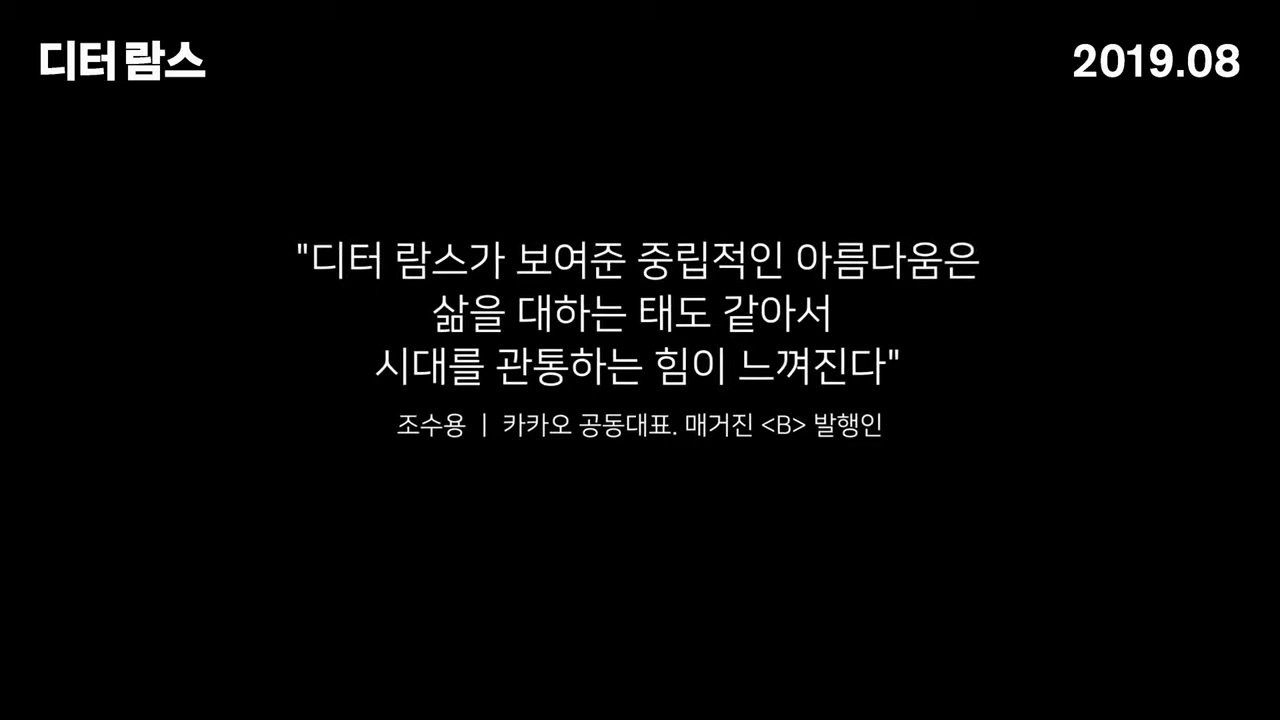 디터 람스
2019.08
"디터 람스가 보여준 중립적인 아름다움은
삶을 대하는 태도 같아서
시대를 관통하는 힘이 느껴진다"
조수용 | 카카오 공동대표. 매거진 <B> 발행인